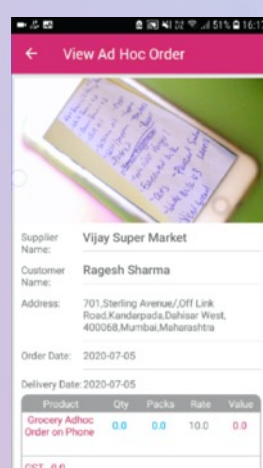 51% 16:17
View Ad Hoc Order
Supplier Name: Vijay Super Market
Customer Name: Ragesh Sharma
Address: 701,Sterling Avenue/,Off Link
Road,Kandarpada,Dahisar West,
400068,Mumbai,Maharashtra
Order Date: 2020-07-05
Delivery Date: 2020-07-05
Product Qty Packs Rate Value
Grocery Adhoc Order on Phone 0.0 0.0 10.0 0.0
GST 0.0